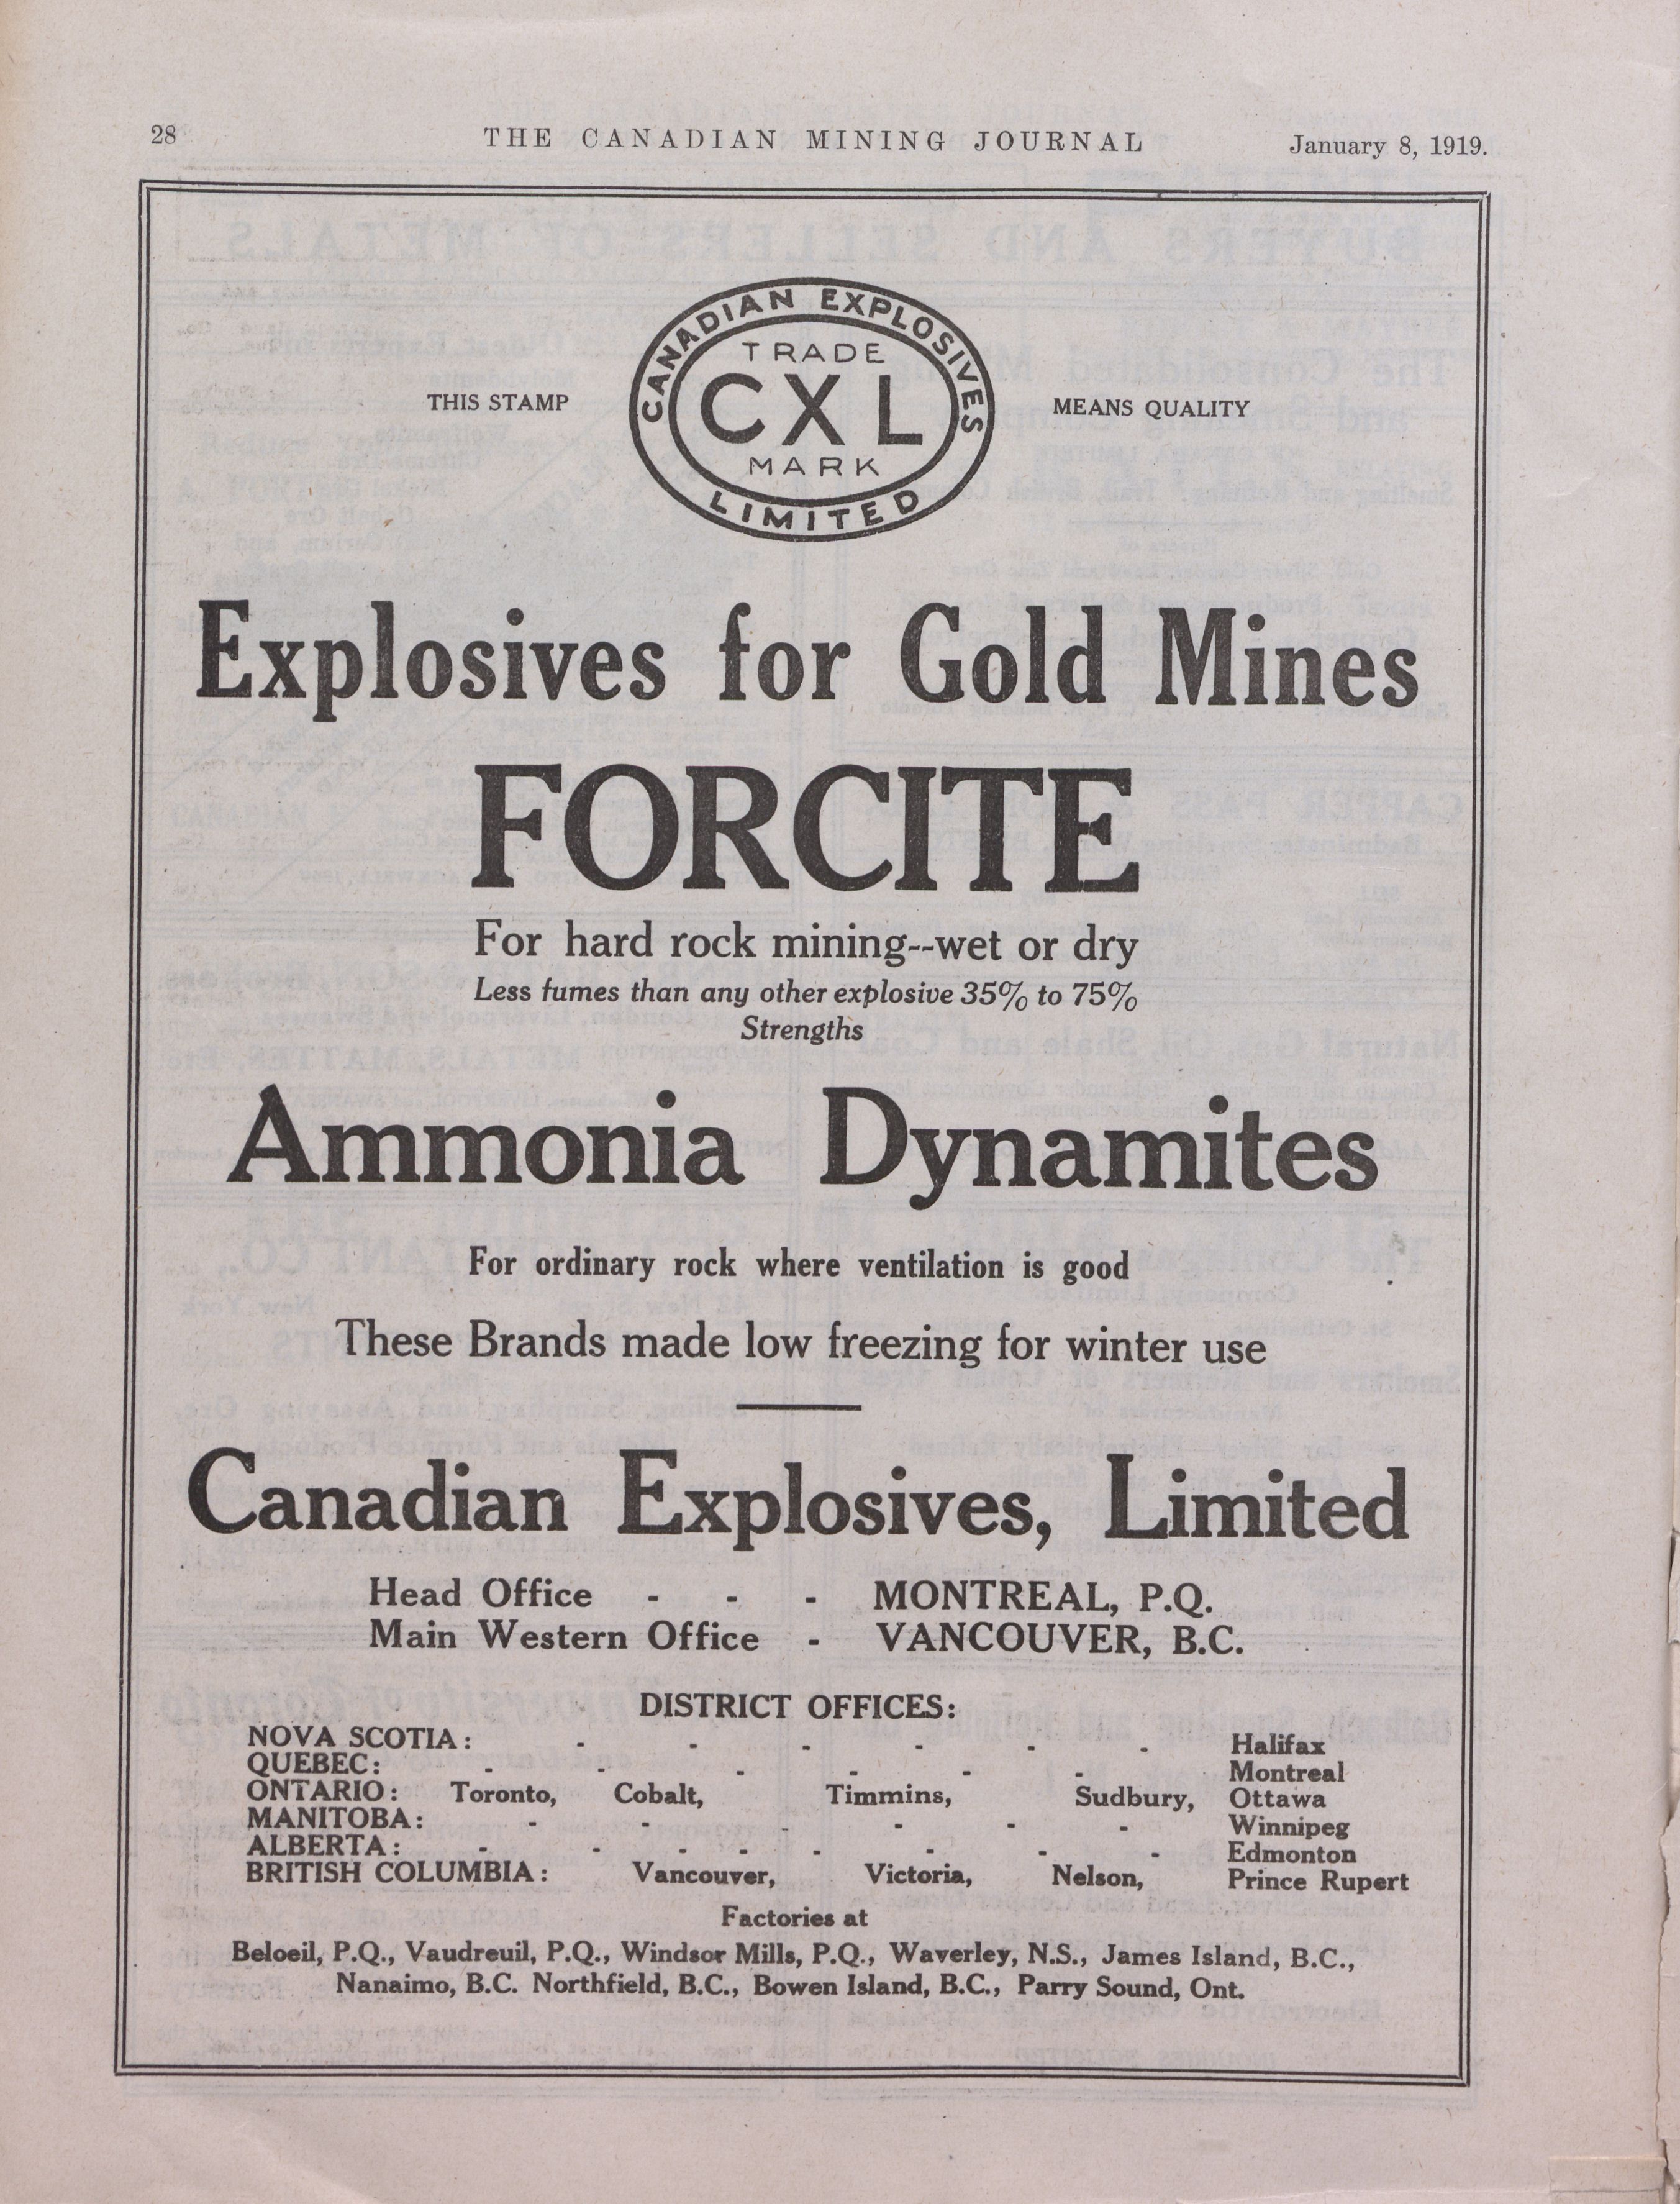 28 THE CANADIAN MINING JOURNAL January 8, 1919.
CANADIAN EXPLOSIVES
TRADE
THIS STAMP CXL MEANS QUALITY
MARK
LIMITED
Explosives for Gold Mines
FORCITE
For hard rock mining--wet or dry
Less fumes than any other explosive 35% to 75%
Strengths
Ammonia Dynamites
For ordinary rock where ventilation is good
These Brands made low freezing for winter use
Canadian Explosives, Limited
Head Office - - - MONTREAL, P.Q.
Main Western Office - VANCOUVER, B.C.
DISTRICT OFFICES:
NOVA SCOTIA: - - - - - - Halifax
QUEBEC: - - - - - - Montreal
ONTARIO: Toronto, Cobalt, Timmins, Sudbury, Ottawa
MANITOBA: - - - - - - Winnipeg
ALBERTA: - - - - - - - - Edmonton
BRITISH COLUMBIA: Vancouver, Victoria, Nelson, Prince Rupert
Factories at
Beloeil, P.Q., Vaudreuil, P.Q., Windsor Mills, P.Q., Waverley, N.S., James Island, B.C.,
Nanaimo, B.C. Northfield, B.C., Bowen Island, B.C., Parry Sound, Ont.